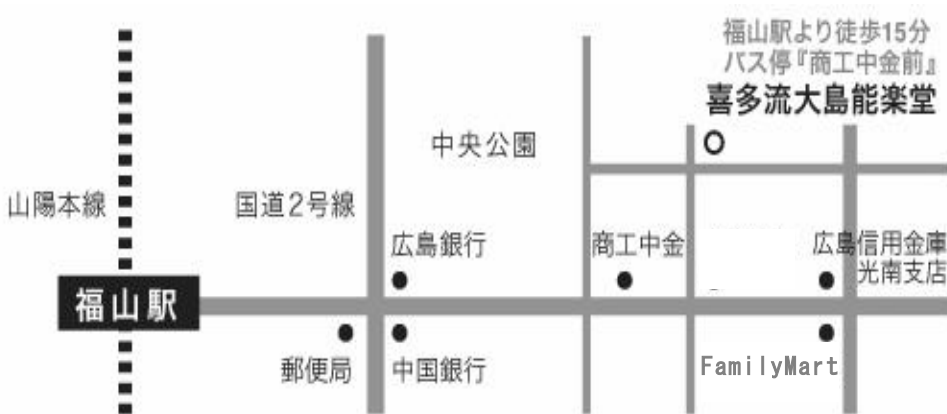 福山駅より徒歩15分
バス停『商工中金前』
喜多流大島能楽堂
中央公園
山陽本線
国道2号線
広島銀行
商工中金
広島信用金庫
光南支店
福山駅
郵便局
中国銀行
FamilyMart